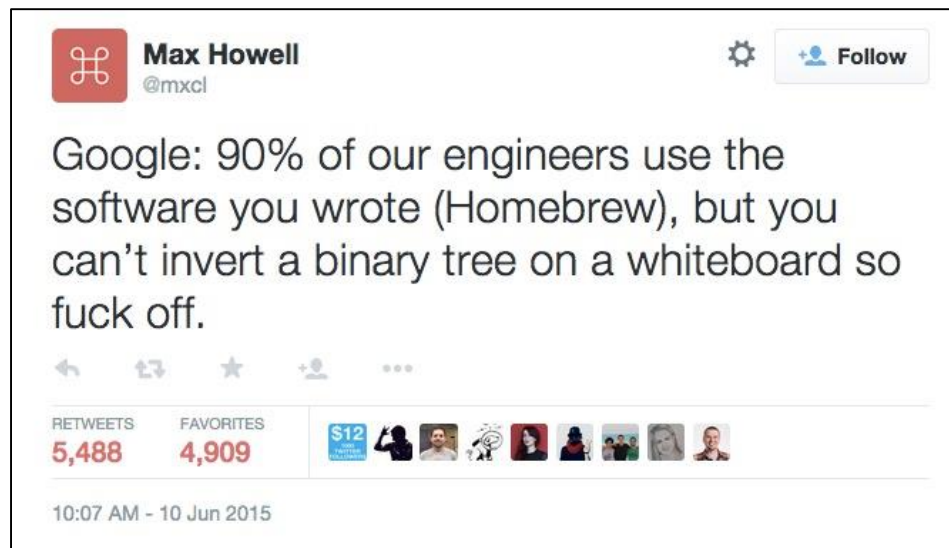 Max Howell
@mxcl
Follow
Google: 90% of our engineers use the
software you wrote (Homebrew), but you
can’t invert a binary tree on a whiteboard so
fuck off.
RETWEETS FAVORITES
5,488 4,909
$12
TWITTER
FOLLOWERS
10:07 AM - 10 Jun 2015